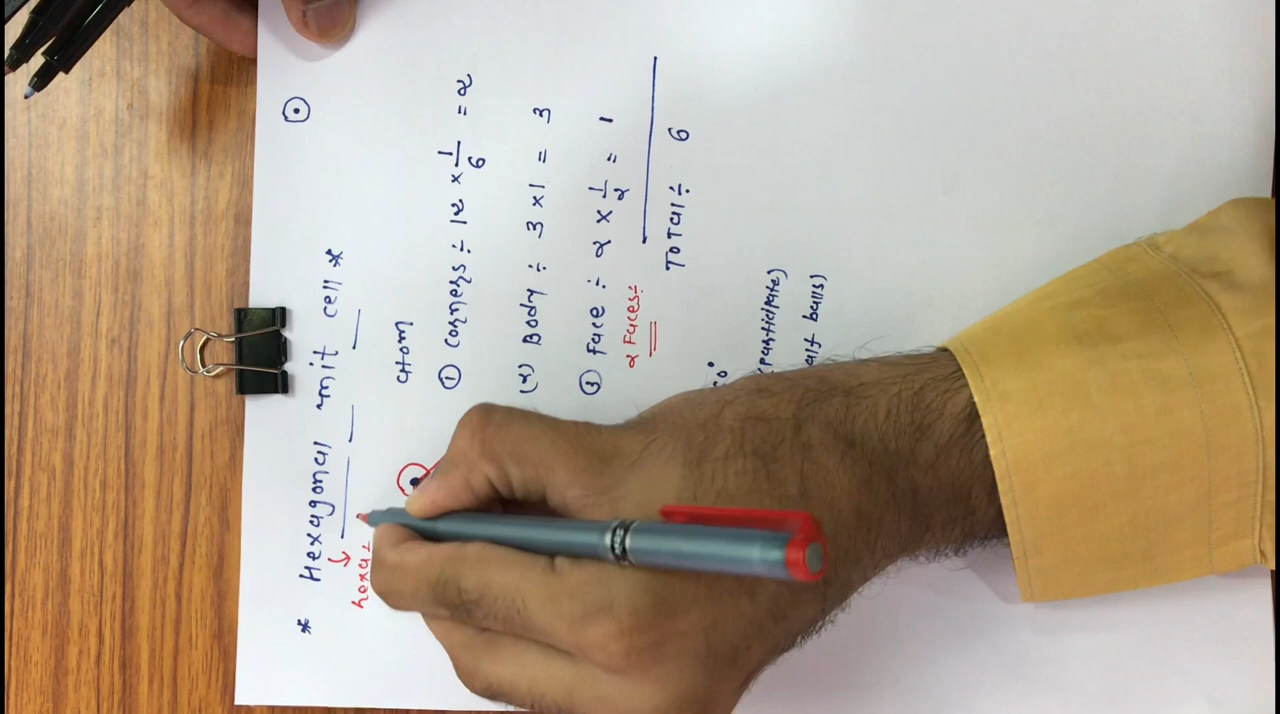 * Hexagonal unit cell *
hexa-
atom
① Corners ÷ 12 × 1/6 = 2
(2) Body ÷ 3 × 1 = 3
③ Face ÷ 2 × 1/2 = 1
2 Faces ÷
Total ÷ 6
(participate)
balls)